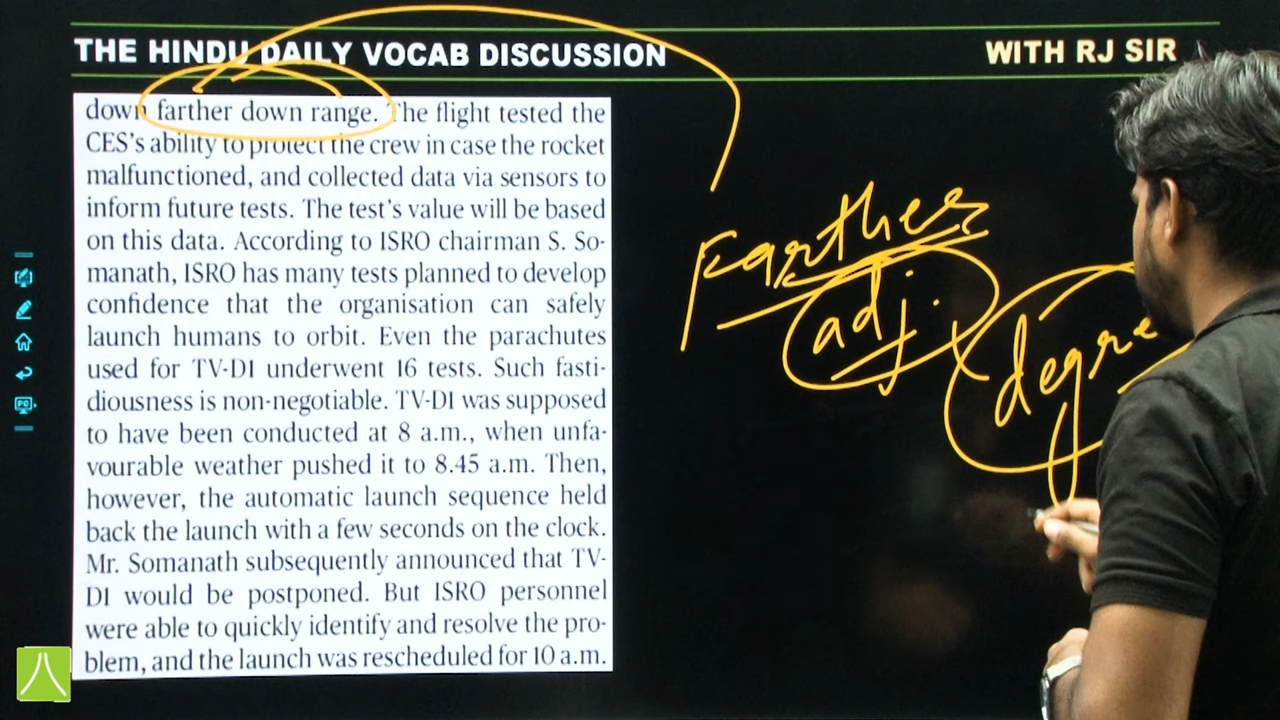 THE HINDU DAILY VOCAB DISCUSSION
WITH RJ SIR
down farther down range. The flight tested the
CES's ability to protect the crew in case the rocket
malfunctioned, and collected data via sensors to
inform future tests. The test's value will be based
on this data. According to ISRO chairman S. So-
manath, ISRO has many tests planned to develop
confidence that the organisation can safely
launch humans to orbit. Even the parachutes
used for TV-D1 underwent 16 tests. Such fasti-
diousness is non-negotiable. TV-D1 was supposed
to have been conducted at 8 a.m., when unfa-
vourable weather pushed it to 8.45 a.m. Then,
however, the automatic launch sequence held
back the launch with a few seconds on the clock.
Mr. Somanath subsequently announced that TV-
D1 would be postponed. But ISRO personnel
were able to quickly identify and resolve the pro-
blem, and the launch was rescheduled for 10 a.m.
Farther
adj.
degre
PC